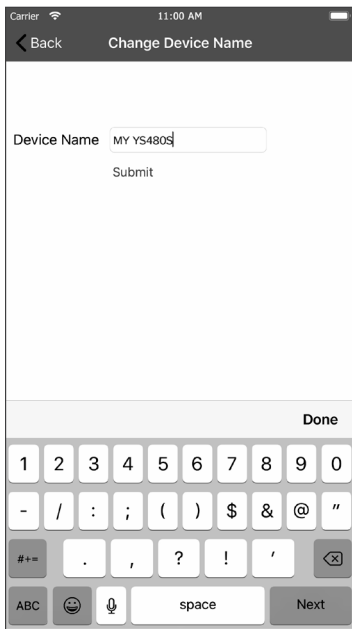 Carrier 11:00 AM
Back Change Device Name
Device Name MY YS480S
Submit
Done
1 2 3 4 5 6 7 8 9 0
- / : ; ( ) $ & @ "
#+= . , ? ! '
ABC space Next